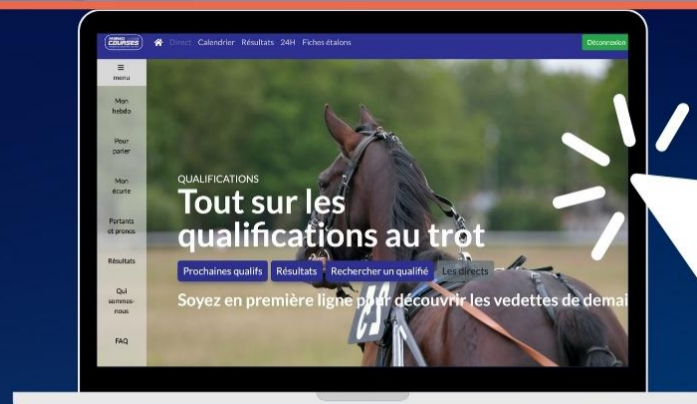 COURSES
Direct Calendrier Résultats 24H Fiches étalons
Déconnexion
menu
Mon
hebdo
Pour
parier
Mon
écurie
Partants
et pronos
Résultats
Qui
sommes-
nous
FAQ
QUALIFICATIONS
Tout sur les
qualifications au trot
Prochaines qualifs Résultats Rechercher un qualifié Les directs
Soyez en première ligne pour découvrir les vedettes de demai